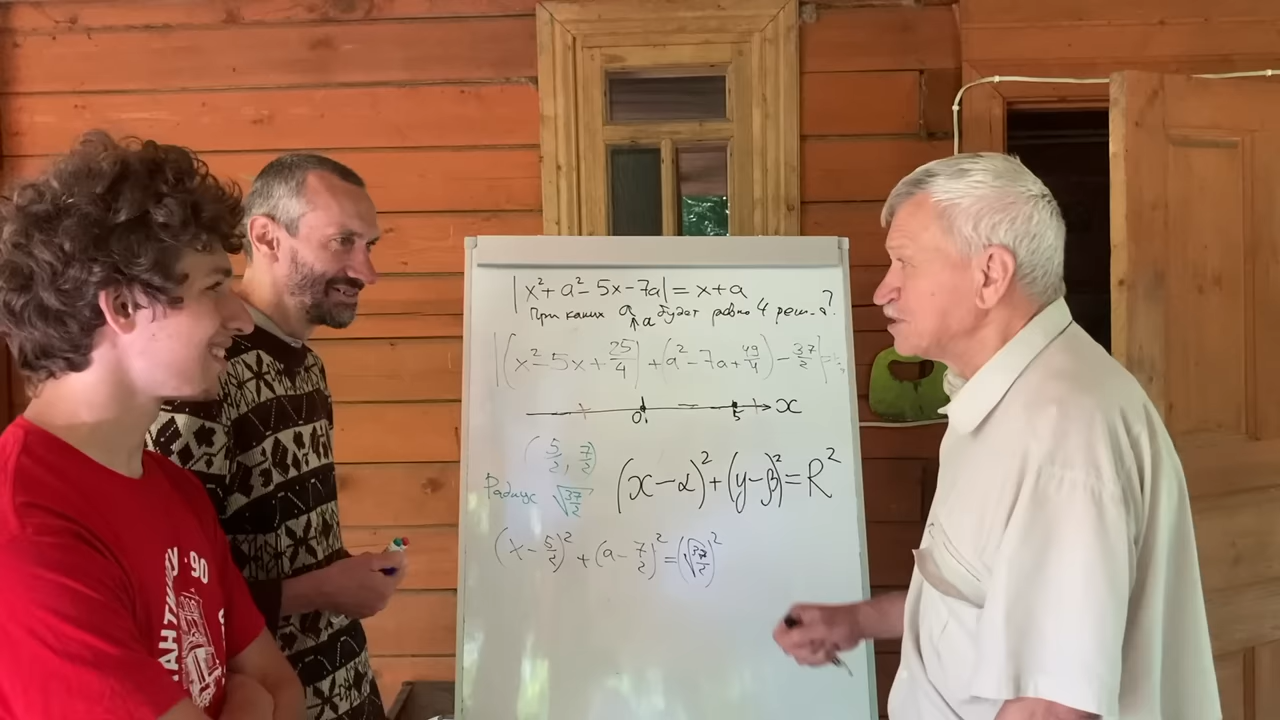 |x²+a²-5x-7a|=x+a
При каких a будет ровно 4 реш-я?
↑a
|(x²-5x+25/4)+(a²-7a+49/4)-37/2|
0 5 x
(5/2, 7/2)
Радиус √37/2
(x-α)²+(y-β)²=R²
(x-5/2)²+(a-7/2)²=(√37/2)²
90